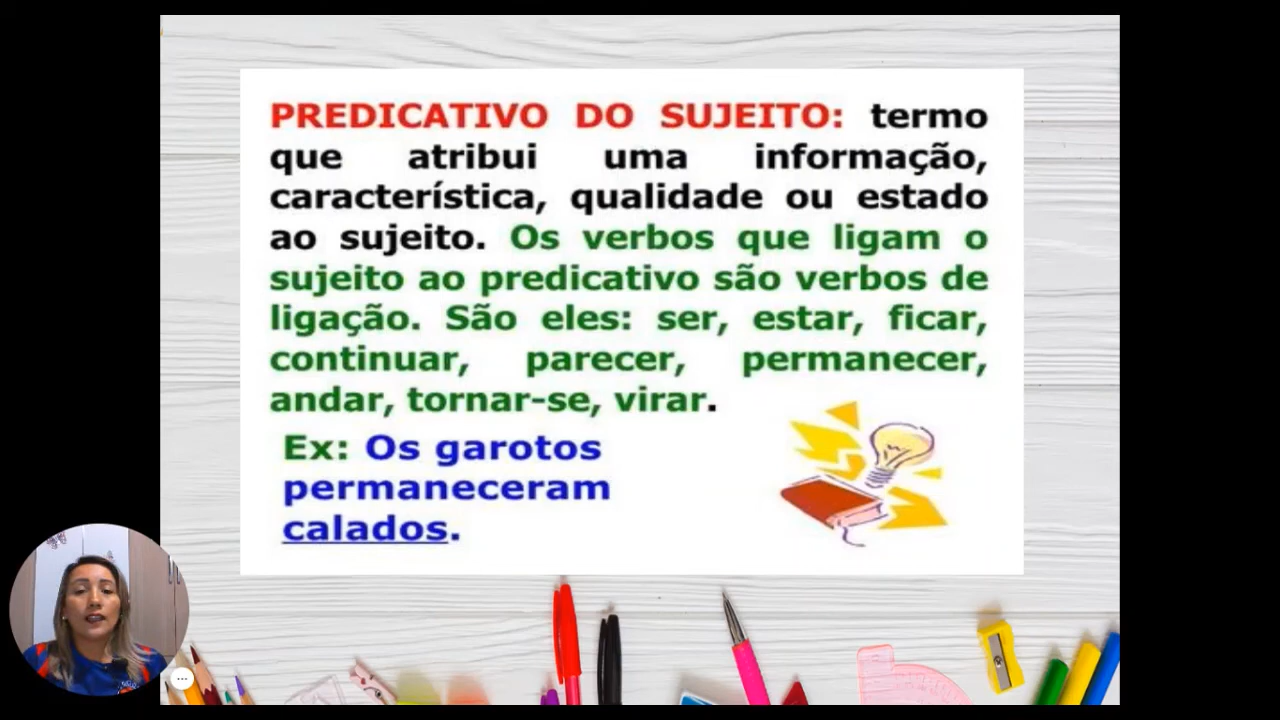 PREDICATIVO DO SUJEITO: termo
que atribui uma informação,
característica, qualidade ou estado
ao sujeito. Os verbos que ligam o
sujeito ao predicativo são verbos de
ligação. São eles: ser, estar, ficar,
continuar, parecer, permanecer,
andar, tornar-se, virar.
Ex: Os garotos
permaneceram
calados.